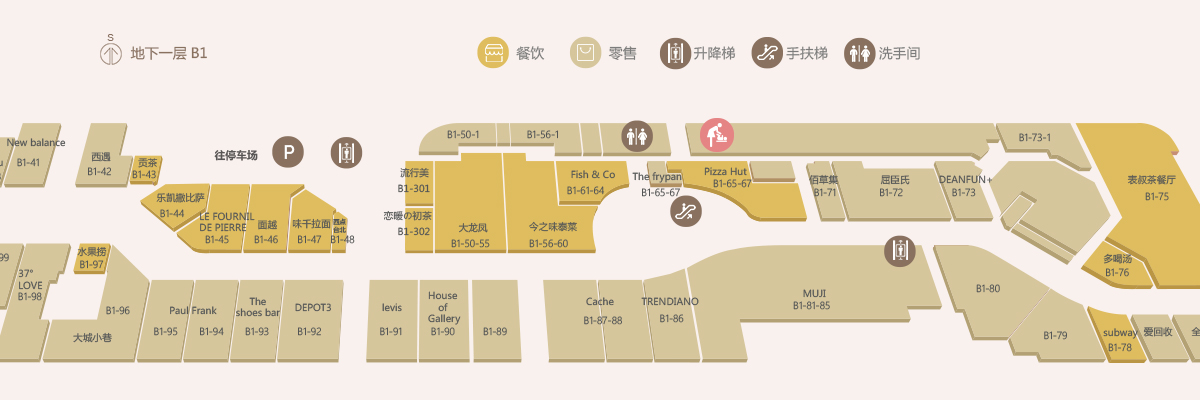 S
地下一层 B1
餐饮
零售
升降梯
手扶梯
洗手间
New balance
B1-41
西遇
B1-42
贡茶
B1-43
往停车场
P
乐凯撒比萨
B1-44
LE FOURNIL
DE PIERRE
B1-45
面越
B1-46
味千拉面
B1-47
西点
台北
B1-48
流行美
B1-301
恋暖の初茶
B1-302
B1-50-1
B1-56-1
大龙凤
B1-50-55
今之味泰菜
B1-56-60
Fish & Co
B1-61-64
The frypan
B1-65-67
Pizza Hut
B1-65-67
佰草集
B1-71
屈臣氏
B1-72
DEANFUN+
B1-73
B1-73-1
表叔茶餐厅
B1-75
多喝汤
B1-76
99
37°
LOVE
B1-98
水果捞
B1-97
B1-96
大城小巷
Paul Frank
B1-95
B1-94
The
shoes bar
B1-93
DEPOT3
B1-92
levis
B1-91
House
of
Gallery
B1-90
B1-89
Cache
B1-87-88
TRENDIANO
B1-86
MUJI
B1-81-85
B1-80
B1-79
subway
B1-78
爱回收
全